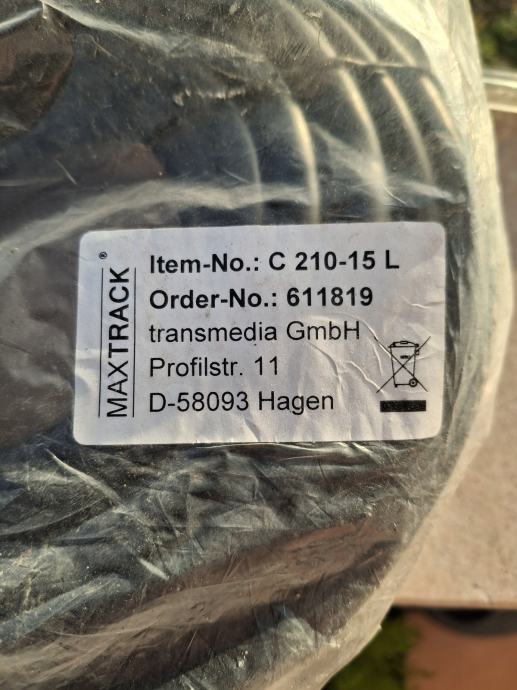 MAXTRACK®
Item-No.: C 210-15 L
Order-No.: 611819
transmedia GmbH
Profilstr. 11
D-58093 Hagen